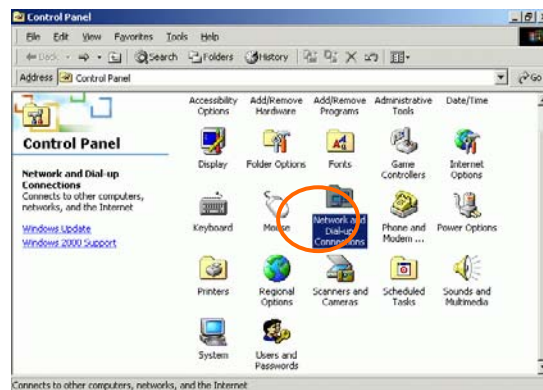 Control Panel
File Edit View Favorites Tools Help
Back Search Folders History
Address Control Panel Go
Control Panel
Network and Dial-up
Connections
Connects to other computers,
networks, and the Internet
Windows Update
Windows 2000 Support
Accessibility
Options
Add/Remove
Hardware
Add/Remove
Programs
Administrative
Tools
Date/Time
Display
Folder Options
Fonts
Game
Controllers
Internet
Options
Keyboard
Mouse
Network and
Dial-up
Connections
Phone and
Modem ...
Power Options
Printers
Regional
Options
Scanners and
Cameras
Scheduled
Tasks
Sounds and
Multimedia
System
Users and
Passwords
Connects to other computers, networks, and the Internet